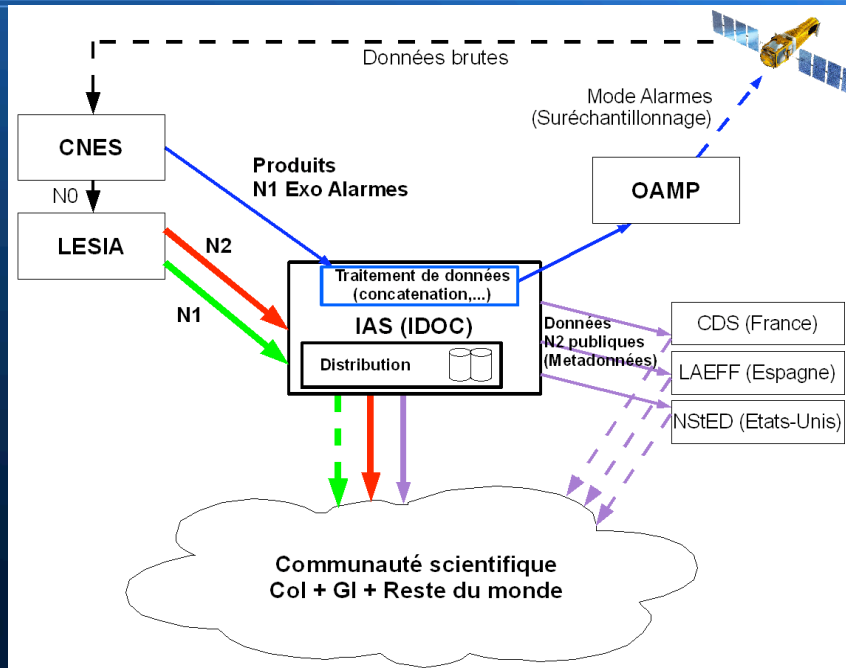 Données brutes
Mode Alarmes
(Suréchantillonnage)
CNES
Produits
N1 Exo Alarmes
OAMP
N0
LESIA
N2
N1
Traitement de données
(concatenation,...)
IAS (IDOC)
Distribution
Données
N2 publiques
(Metadonnées)
CDS (France)
LAEFF (Espagne)
NStED (Etats-Unis)
Communauté scientifique
CoI + GI + Reste du monde